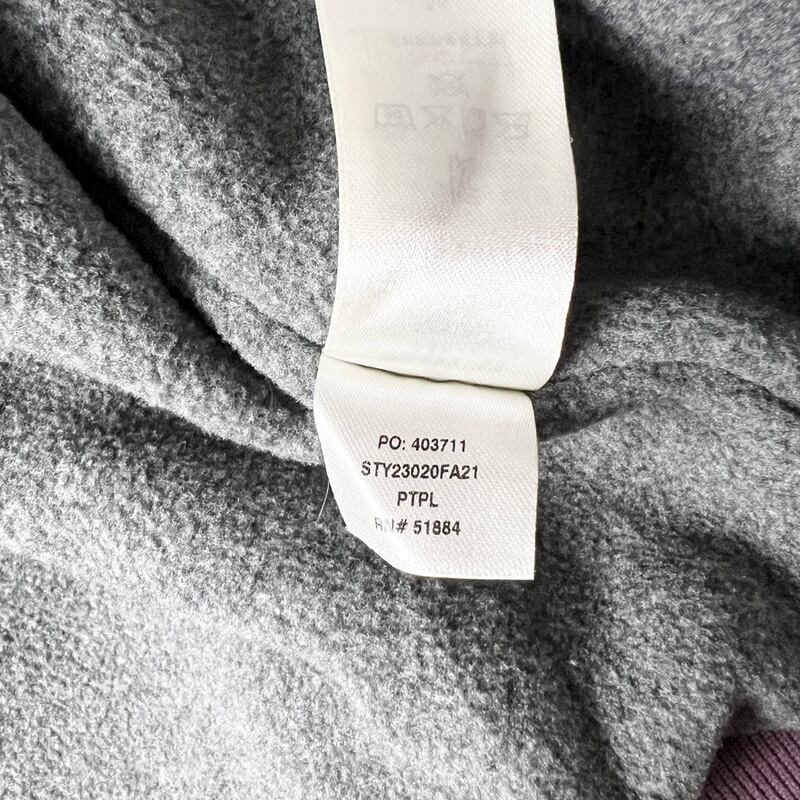 PO: 403711
STY23020FA21
PTPL
RN# 51884